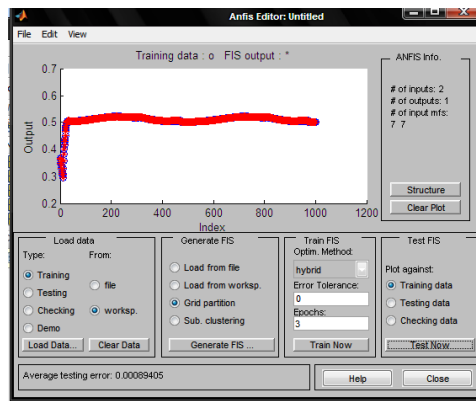 Anfis Editor: Untitled
File Edit View
Training data : o FIS output : *
0.7
0.6
0.5
0.4
0.3
0.2
Output
0 200 400 600 800 1000 1200
Index
ANFIS Info.
# of inputs: 2
# of outputs: 1
# of input mfs:
7 7
Structure
Clear Plot
Load data
Type: From:
Training
Testing
Checking
Demo
file
worksp.
Load Data... Clear Data
Generate FIS
Load from file
Load from worksp.
Grid partition
Sub. clustering
Generate FIS ...
Train FIS
Optim. Method:
hybrid
Error Tolerance:
0
Epochs:
3
Train Now
Test FIS
Plot against:
Training data
Testing data
Checking data
Test Now
Average testing error: 0.00089405
Help Close